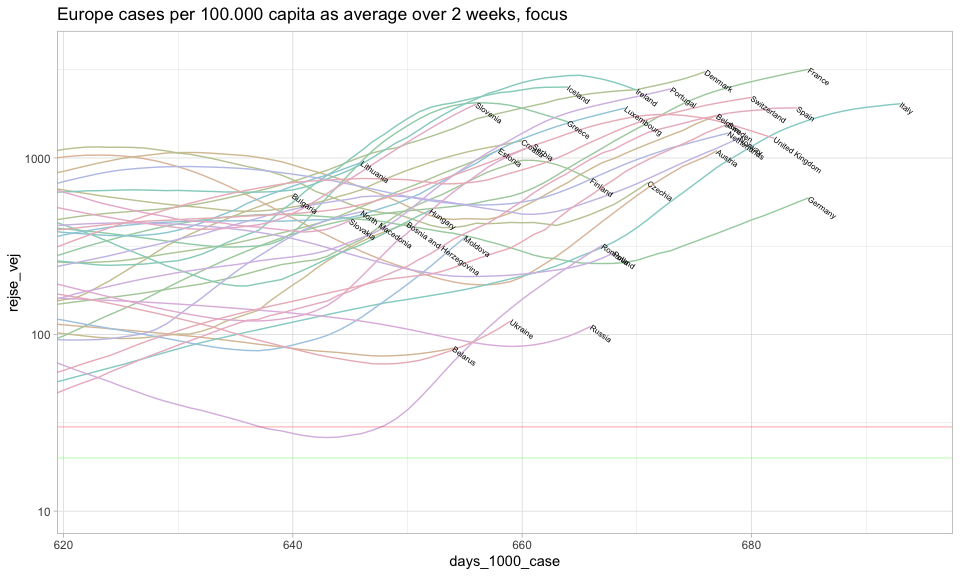 Europe cases per 100.000 capita as average over 2 weeks, focus
rejse_vej
1000
100
10
France
Denmark
Iceland
Ireland
Portugal
Slovenia
Switzerland
Italy
Luxembourg
Spain
Greece
Sweden
Netherlands
United Kingdom
Croatia
Serbia
Estonia
Austria
Lithuania
Finland
Czechia
Bulgaria
Germany
Hungary
North Macedonia
Slovakia
Bosnia and Herzegovina
Moldova
Romania
Poland
Ukraine
Russia
Belarus
620
640
660
680
days_1000_case